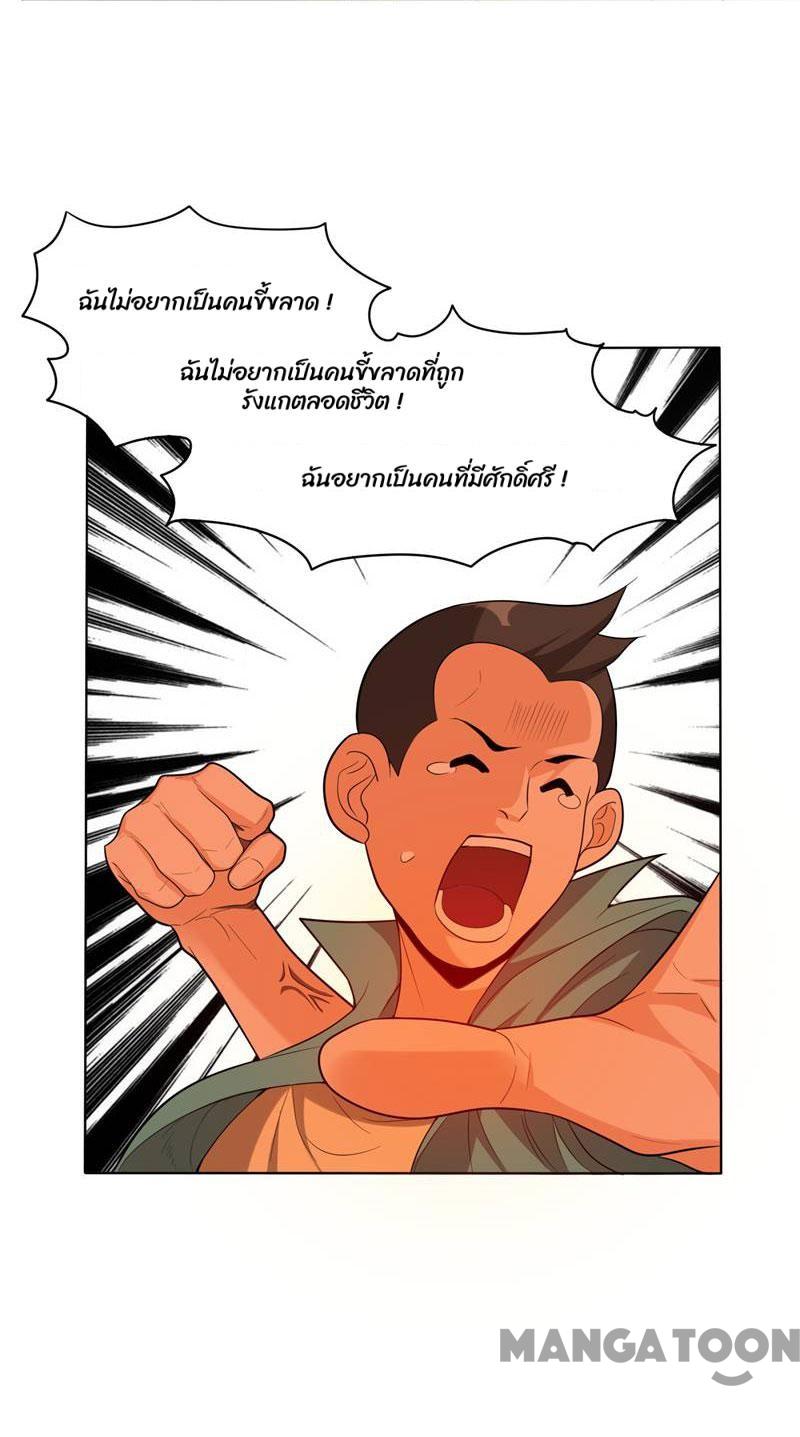 ฉันไม่อยากเป็นคนขี้ขลาด !
ฉันไม่อยากเป็นคนขี้ขลาดที่ถูก
รังแกตลอดชีวิต !
ฉันอยากเป็นคนที่มีศักดิ์ศรี !
MANGATOON